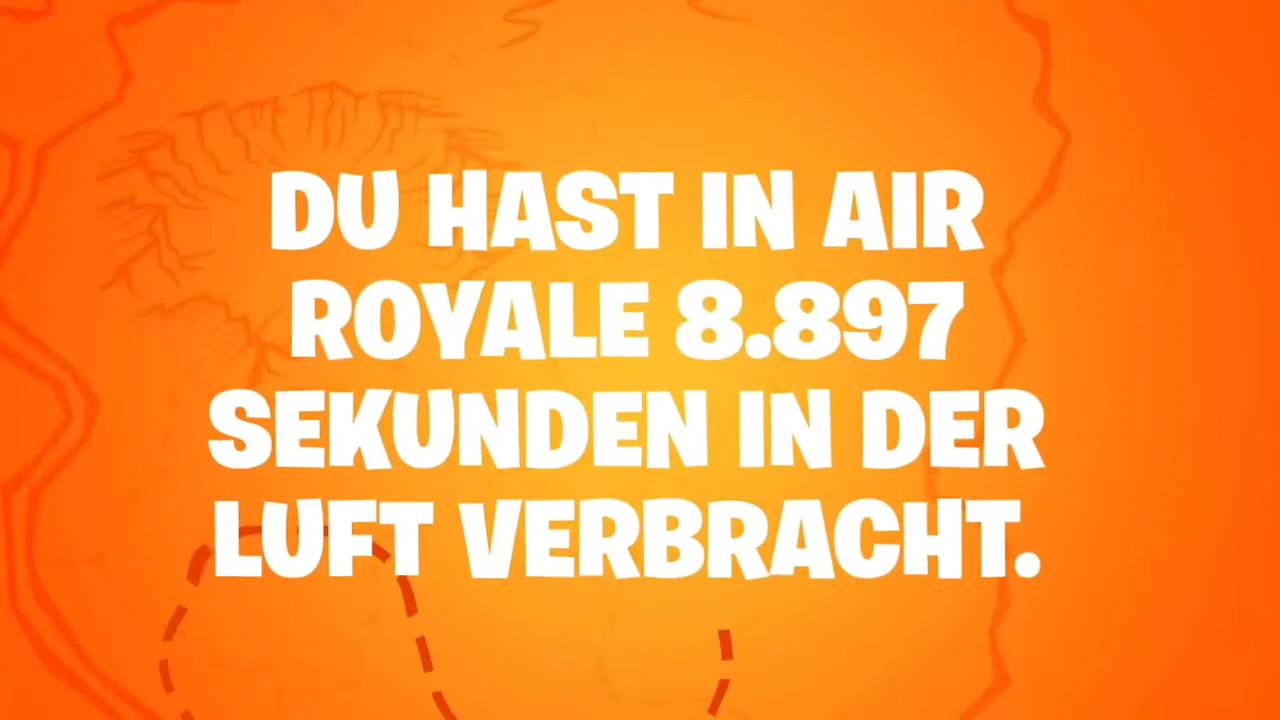 DU HAST IN AIR
ROYALE 8.897
SEKUNDEN IN DER
LUFT VERBRACHT.